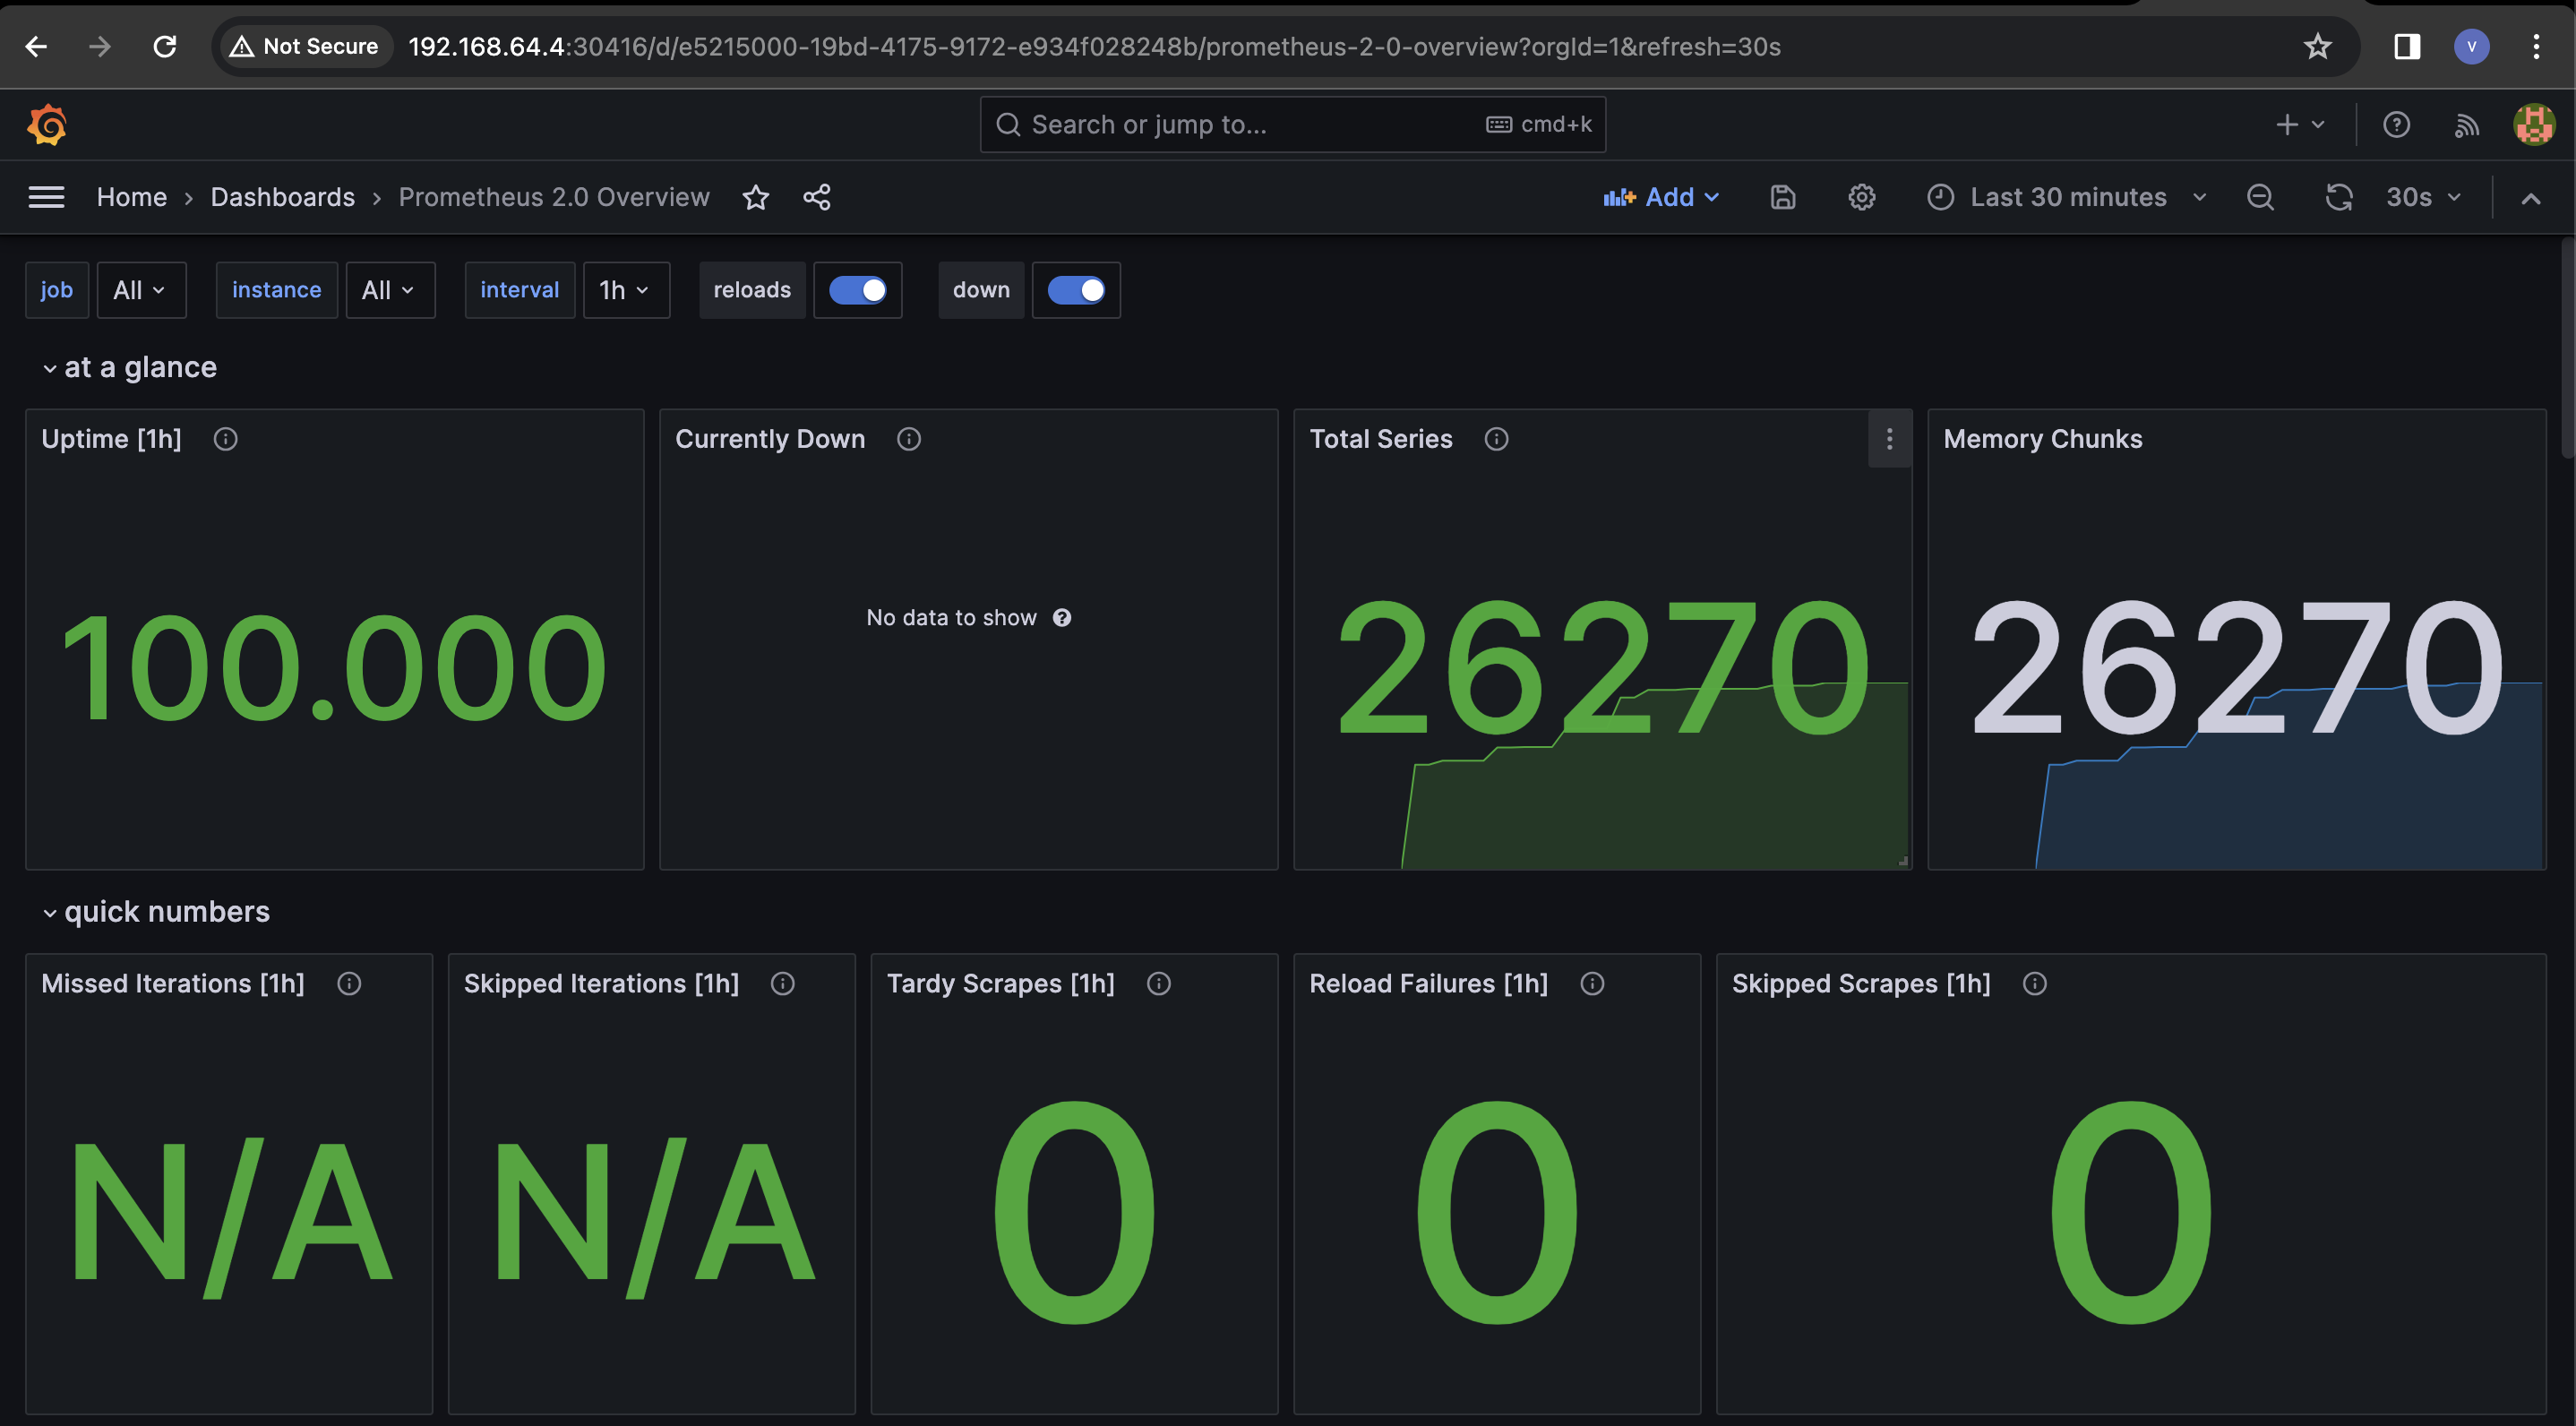 Not Secure 192.168.64.4:30416/d/e5215000-19bd-4175-9172-e934f028248b/prometheus-2-0-overview?orgId=1&refresh=30s V
Search or jump to... cmd+k
Home › Dashboards › Prometheus 2.0 Overview Add Last 30 minutes 30s
job All instance All interval 1h reloads down
at a glance
Uptime [1h] Currently Down Total Series Memory Chunks
100.000 No data to show 26270 26270
quick numbers
Missed Iterations [1h] Skipped Iterations [1h] Tardy Scrapes [1h] Reload Failures [1h] Skipped Scrapes [1h]
N/A N/A 0 0 0